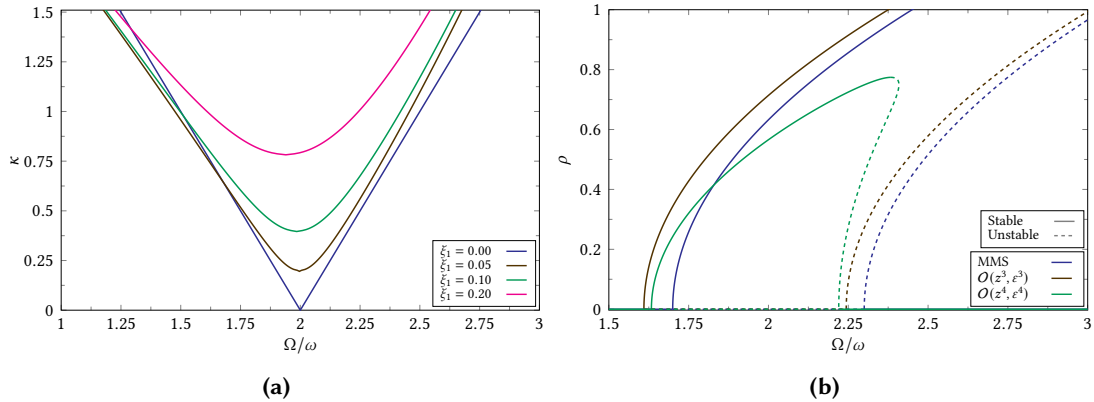 1.5
1.25
1
0.75
0.5
0.25
0
κ
1 1.25 1.5 1.75 2 2.25 2.5 2.75 3
Ω/ω
ξ₁ = 0.00
ξ₁ = 0.05
ξ₁ = 0.10
ξ₁ = 0.20
(a)
1
0.8
0.6
0.4
0.2
0
ρ
1.5 1.75 2 2.25 2.5 2.75 3
Ω/ω
Stable
Unstable
MMS
𝒪(z³, ε³)
𝒪(z⁴, ε⁴)
(b)